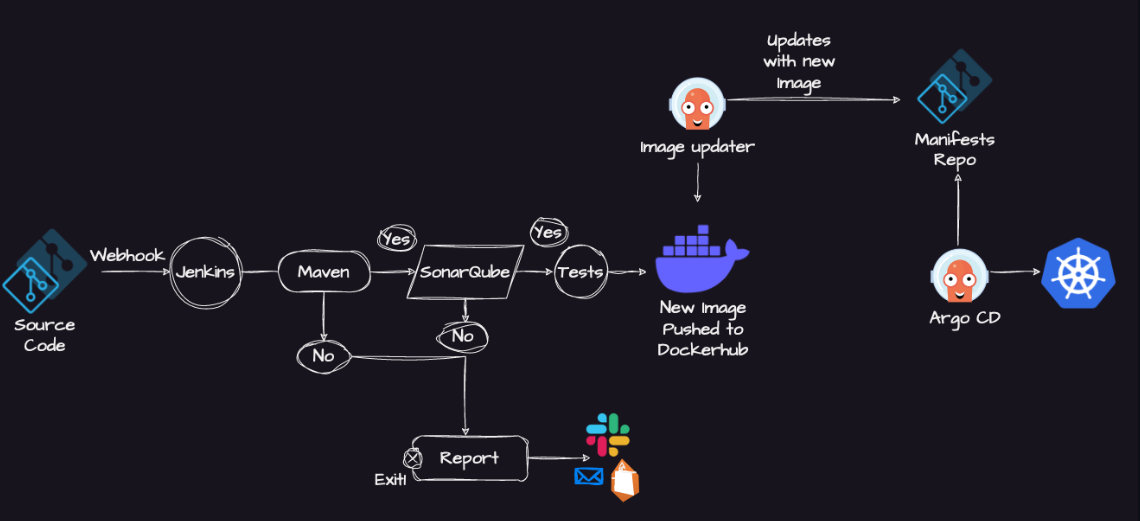 Updates
with new
Image
Image updater
Manifests
Repo
Webhook
Jenkins
Maven
Yes
SonarQube
Yes
Tests
Source
Code
No
No
New Image
Pushed to
Dockerhub
Argo CD
Report
Exit!